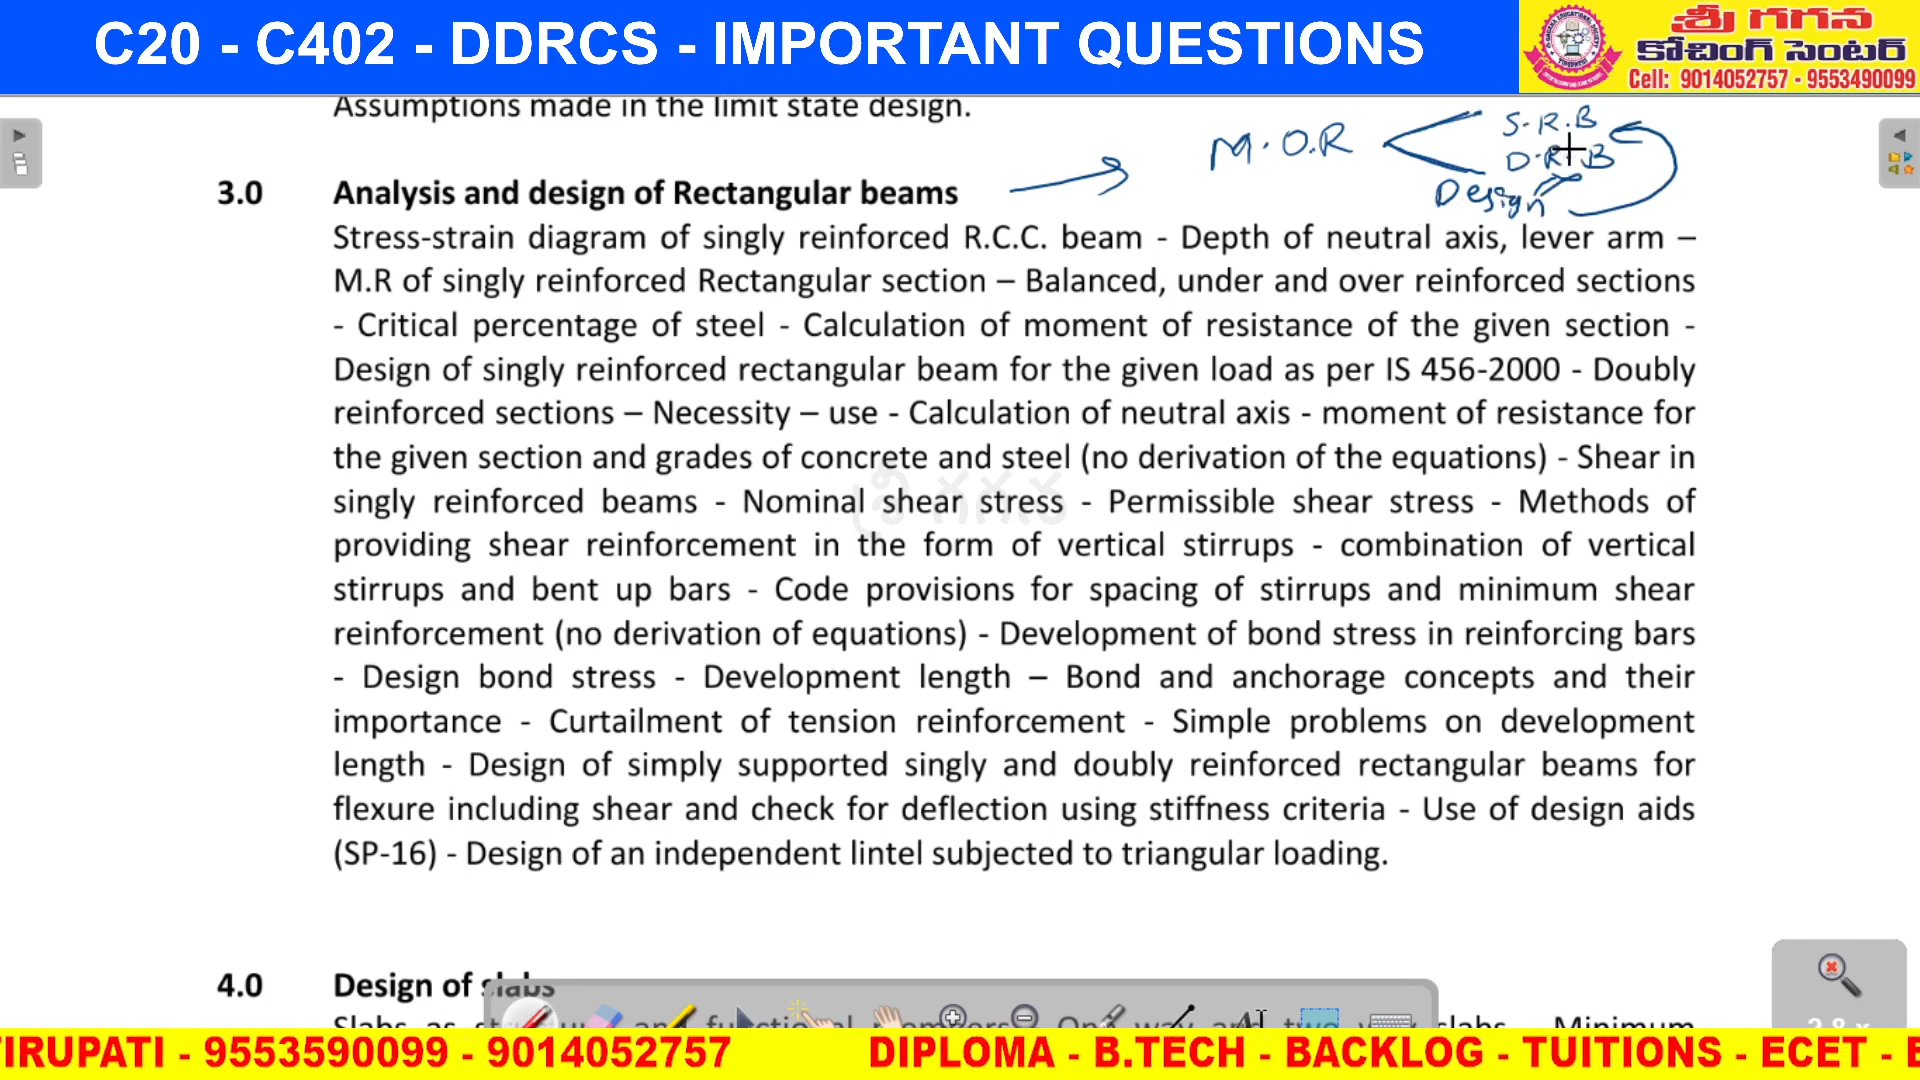 C20 - C402 - DDRCS - IMPORTANT QUESTIONS
శ్రీ గగన
కోచింగ్ సెంటర్
Cell: 9014052757 - 9553490099
Assumptions made in the limit state design.
M.O.R
S.R.B
D.R.B
Design
3.0 Analysis and design of Rectangular beams
Stress-strain diagram of singly reinforced R.C.C. beam - Depth of neutral axis, lever arm –
M.R of singly reinforced Rectangular section – Balanced, under and over reinforced sections
- Critical percentage of steel - Calculation of moment of resistance of the given section -
Design of singly reinforced rectangular beam for the given load as per IS 456-2000 - Doubly
reinforced sections – Necessity – use - Calculation of neutral axis - moment of resistance for
the given section and grades of concrete and steel (no derivation of the equations) - Shear in
singly reinforced beams - Nominal shear stress - Permissible shear stress - Methods of
providing shear reinforcement in the form of vertical stirrups - combination of vertical
stirrups and bent up bars - Code provisions for spacing of stirrups and minimum shear
reinforcement (no derivation of equations) - Development of bond stress in reinforcing bars
- Design bond stress - Development length – Bond and anchorage concepts and their
importance - Curtailment of tension reinforcement - Simple problems on development
length - Design of simply supported singly and doubly reinforced rectangular beams for
flexure including shear and check for deflection using stiffness criteria - Use of design aids
(SP-16) - Design of an independent lintel subjected to triangular loading.
4.0 Design of slabs
slabs Minimum
TIRUPATI - 9553590099 - 9014052757 DIPLOMA - B.TECH - BACKLOG - TUITIONS - ECET - E